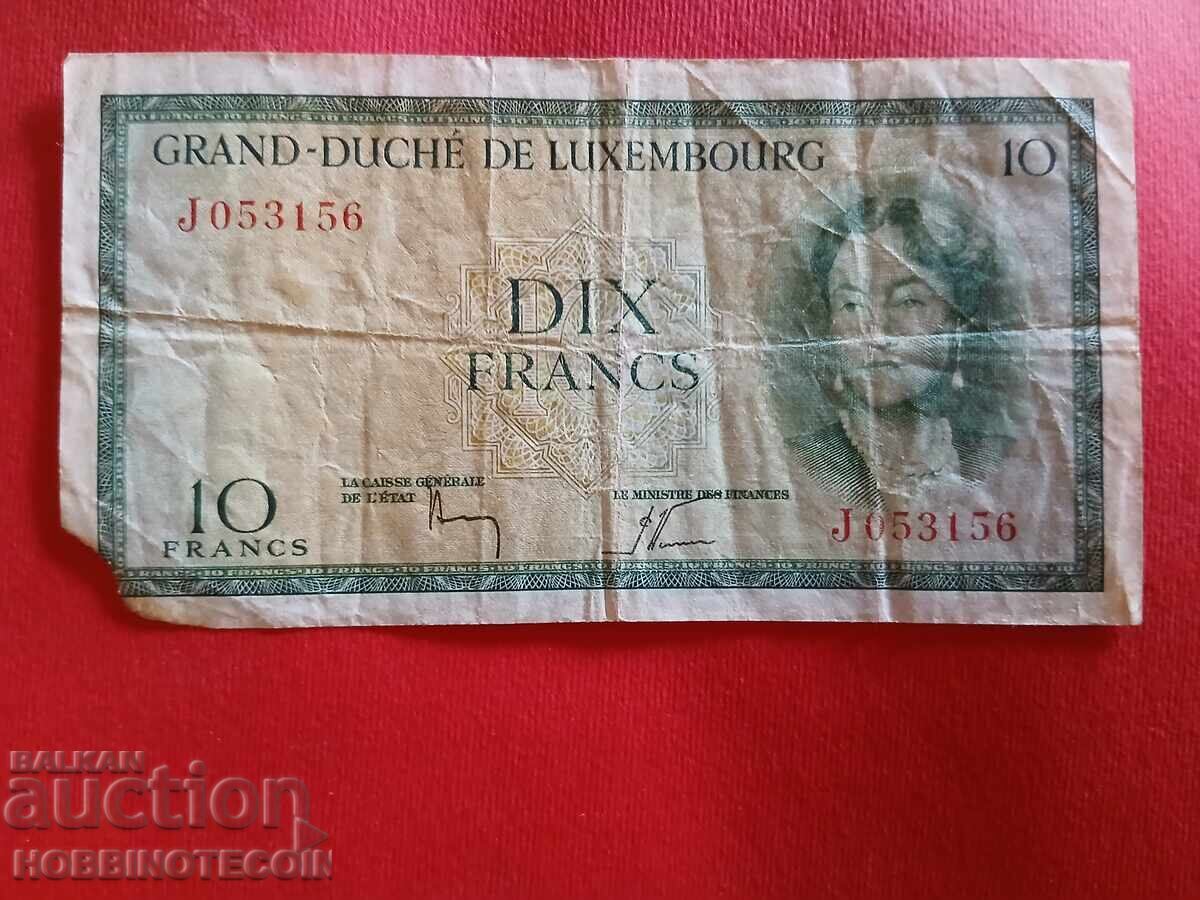 GRAND-DUCHÉ DE LUXEMBOURG 10
J053156
DIX
FRANCS
LA CAISSE GÉNÉRALE
DE L'ÉTAT
LE MINISTRE DES FINANCES
10
FRANCS
J053156
BALKAN
auction
HOBBINOTECOIN